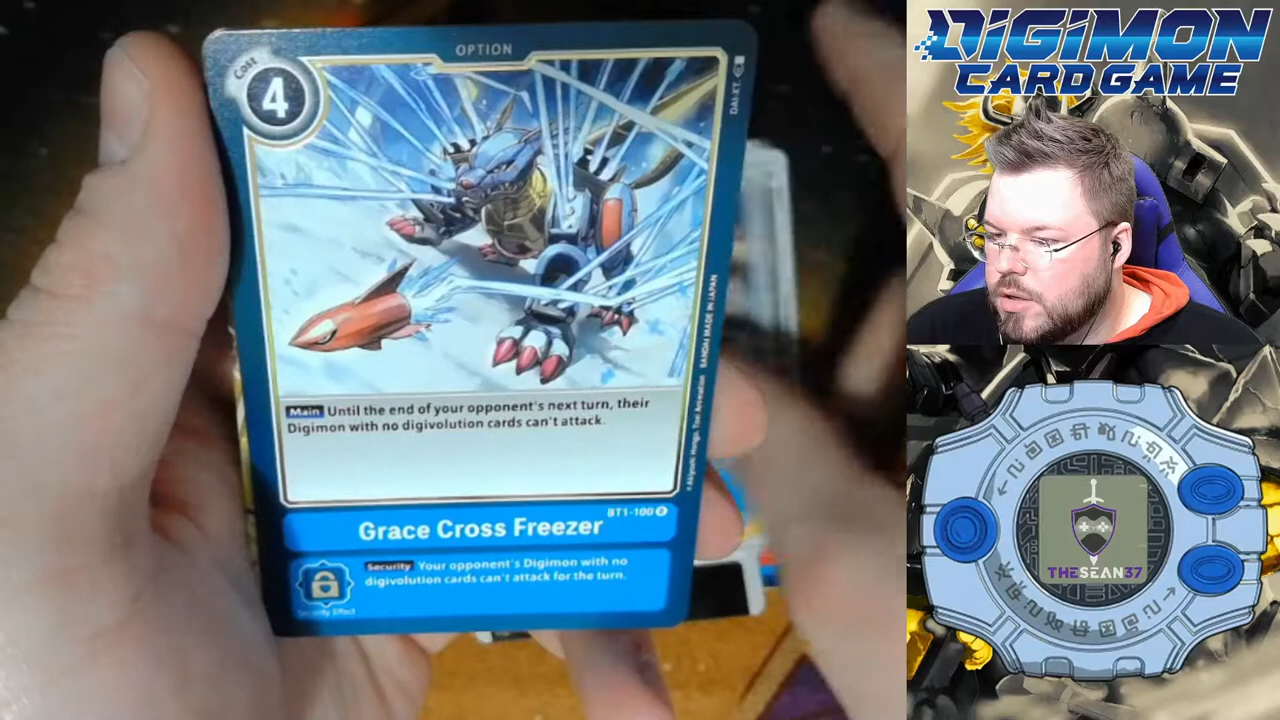 OPTION
Cost
4
DAI-XT
BANDAI MADE IN JAPAN
Main Until the end of your opponent's next turn, their
Digimon with no digivolution cards can't attack.
BT1-100 R
Grace Cross Freezer
Security Your opponent's Digimon with no
digivolution cards can't attack for the turn.
Security Effect
DIGIMON
CARD GAME
THESEAN37